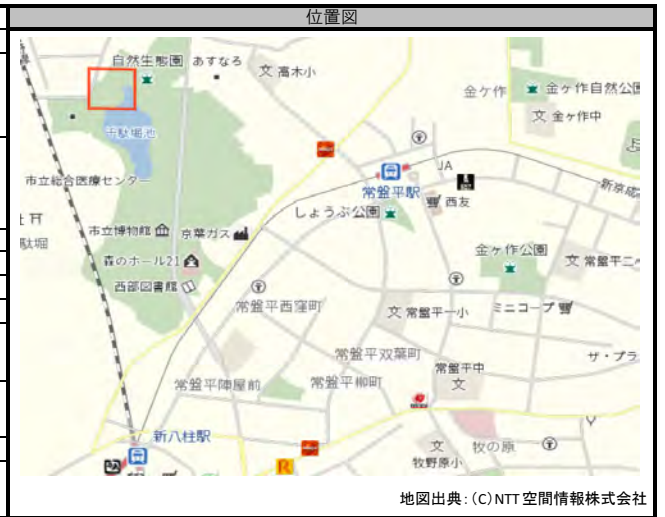 位置図
自然生態園
あすなろ
文 高木小
金ケ作
金ケ作自然公園
文 金ケ作中
千駄堀池
市立総合医療センター
常盤平駅
JA
西友
新京成
しょうぶ公園
市立博物館
京葉ガス
駄堀
森のホール21
西部図書館
金ケ作公園
文 常盤平二
常盤平西窪町
文 常盤平一小
ミニコープ
常盤平双葉町
ザ・プラ
常盤平中
文
常盤平陣屋前
常盤平柳町
新八柱駅
文
牧野原小
牧の原
地図出典:(C)NTT空間情報株式会社